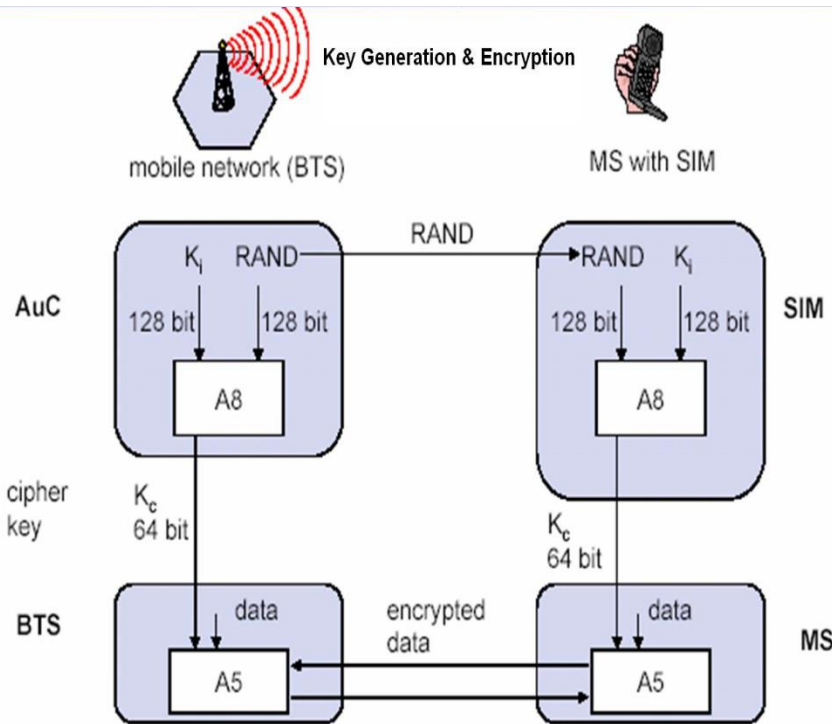 Key Generation & Encryption
mobile network (BTS)
MS with SIM
RAND
Ki RAND
RAND Ki
AuC
SIM
128 bit 128 bit
128 bit 128 bit
A8
A8
cipher
key
Kc
64 bit
Kc
64 bit
BTS
data
encrypted
data
data
MS
A5
A5